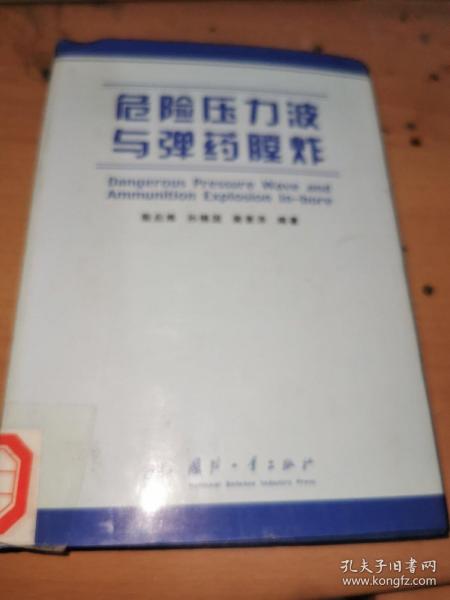 危险压力波
与弹药膛炸
Dangerous Pressure Wave and
Ammunition Explosion In-bore
编著
国防工业出版社
National Defense Industry Press
孔夫子旧书网
www.kongfz.com